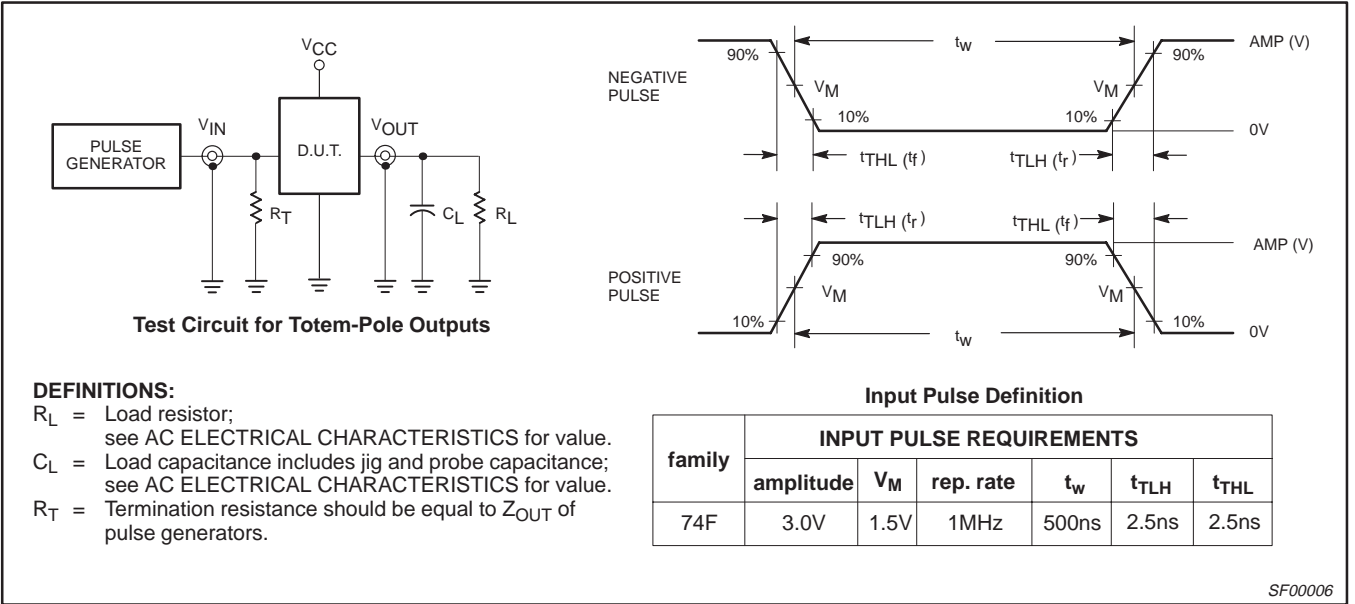 VCC
VIN
VOUT
PULSE
GENERATOR
D.U.T.
RT
CL
RL
Test Circuit for Totem-Pole Outputs
NEGATIVE
PULSE
90%
tw
90%
AMP (V)
VM
VM
10%
10%
0V
tTHL (tf)
tTLH (tr)
tTLH (tr)
tTHL (tf)
AMP (V)
POSITIVE
PULSE
90%
90%
VM
VM
10%
10%
tw
0V
Input Pulse Definition
DEFINITIONS:
RL = Load resistor;
see AC ELECTRICAL CHARACTERISTICS for value.
CL = Load capacitance includes jig and probe capacitance;
see AC ELECTRICAL CHARACTERISTICS for value.
RT = Termination resistance should be equal to ZOUT of
pulse generators.
family
INPUT PULSE REQUIREMENTS
amplitude VM rep. rate tw tTLH tTHL
74F 3.0V 1.5V 1MHz 500ns 2.5ns 2.5ns
SF00006